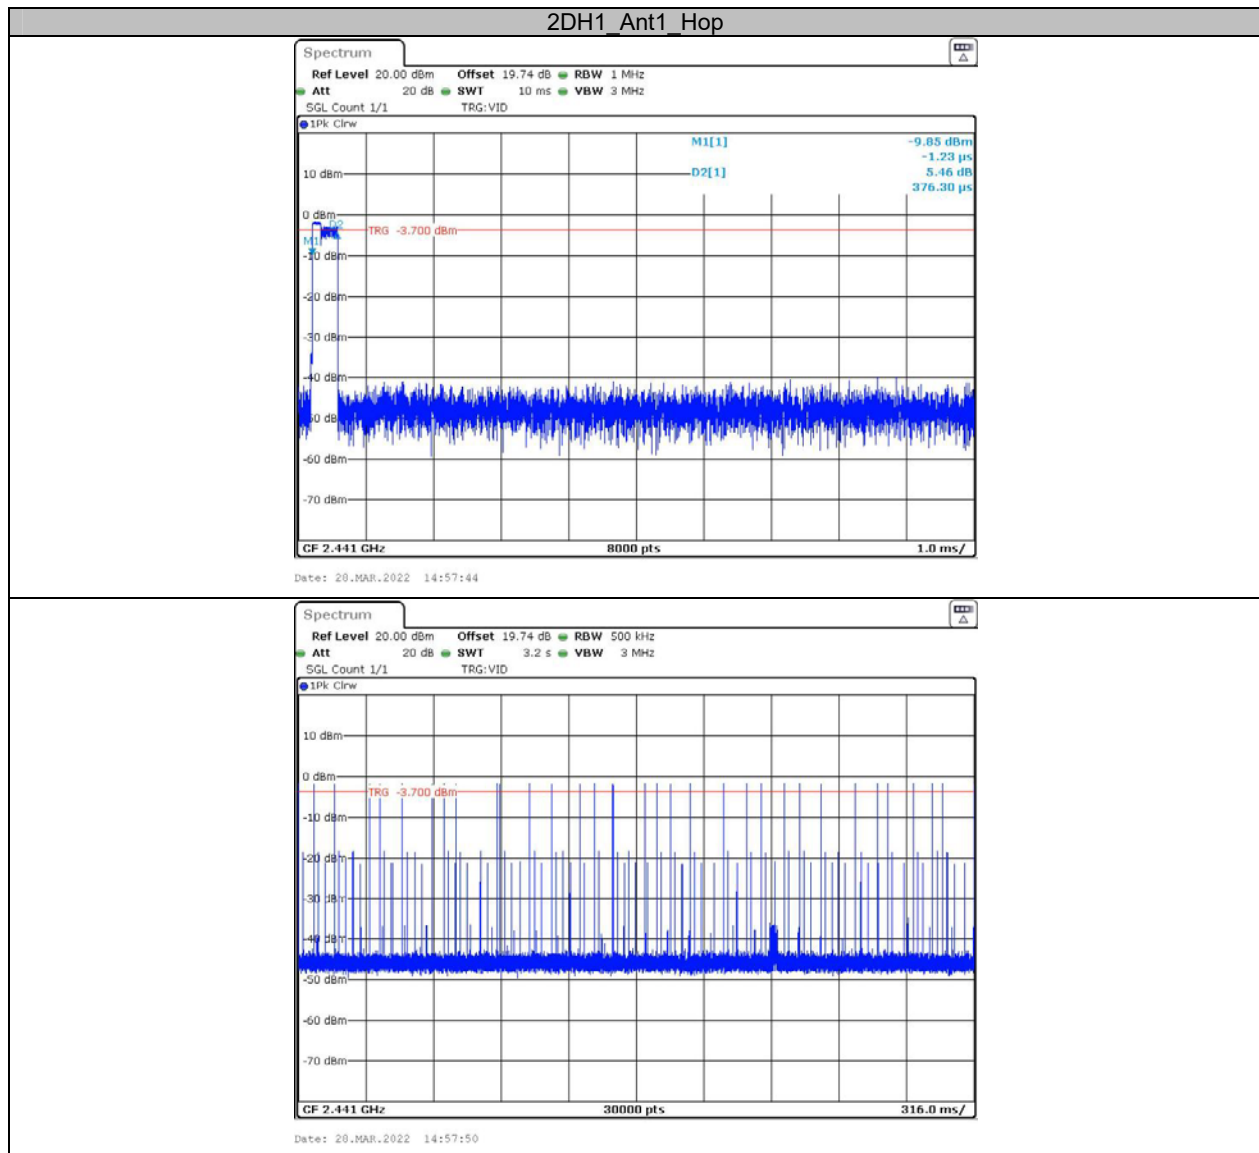 2DH1_Ant1_Hop
Spectrum
Ref Level 20.00 dBm Offset 19.74 dB RBW 1 MHz
Att 20 dB SWT 10 ms VBW 3 MHz
SGL Count 1/1 TRG:VID
1Pk Clrw
M1[1] -9.85 dBm
-1.23 µs
10 dBm D2[1] 5.46 dB
376.30 µs
0 dBm
D2
TRG -3.700 dBm
M1
-10 dBm
-20 dBm
-30 dBm
-40 dBm
-50 dBm
-60 dBm
-70 dBm
CF 2.441 GHz 8000 pts 1.0 ms/
Date: 28.MAR.2022 14:57:44
Spectrum
Ref Level 20.00 dBm Offset 19.74 dB RBW 500 kHz
Att 20 dB SWT 3.2 s VBW 3 MHz
SGL Count 1/1 TRG:VID
1Pk Clrw
10 dBm
0 dBm
TRG -3.700 dBm
-10 dBm
-20 dBm
-30 dBm
-40 dBm
-50 dBm
-60 dBm
-70 dBm
CF 2.441 GHz 30000 pts 316.0 ms/
Date: 28.MAR.2022 14:57:50